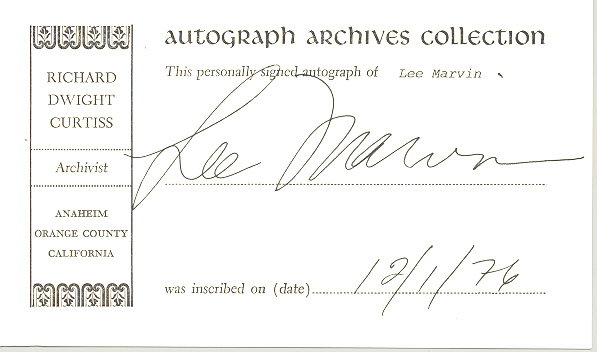 AUTOGRAPH ARCHIVES COLLECTION
RICHARD
DWIGHT
CURTISS
Archivist
ANAHEIM
ORANGE COUNTY
CALIFORNIA
This personally signed autograph of Lee Marvin
Lee Marvin
was inscribed on (date) 12/1/76